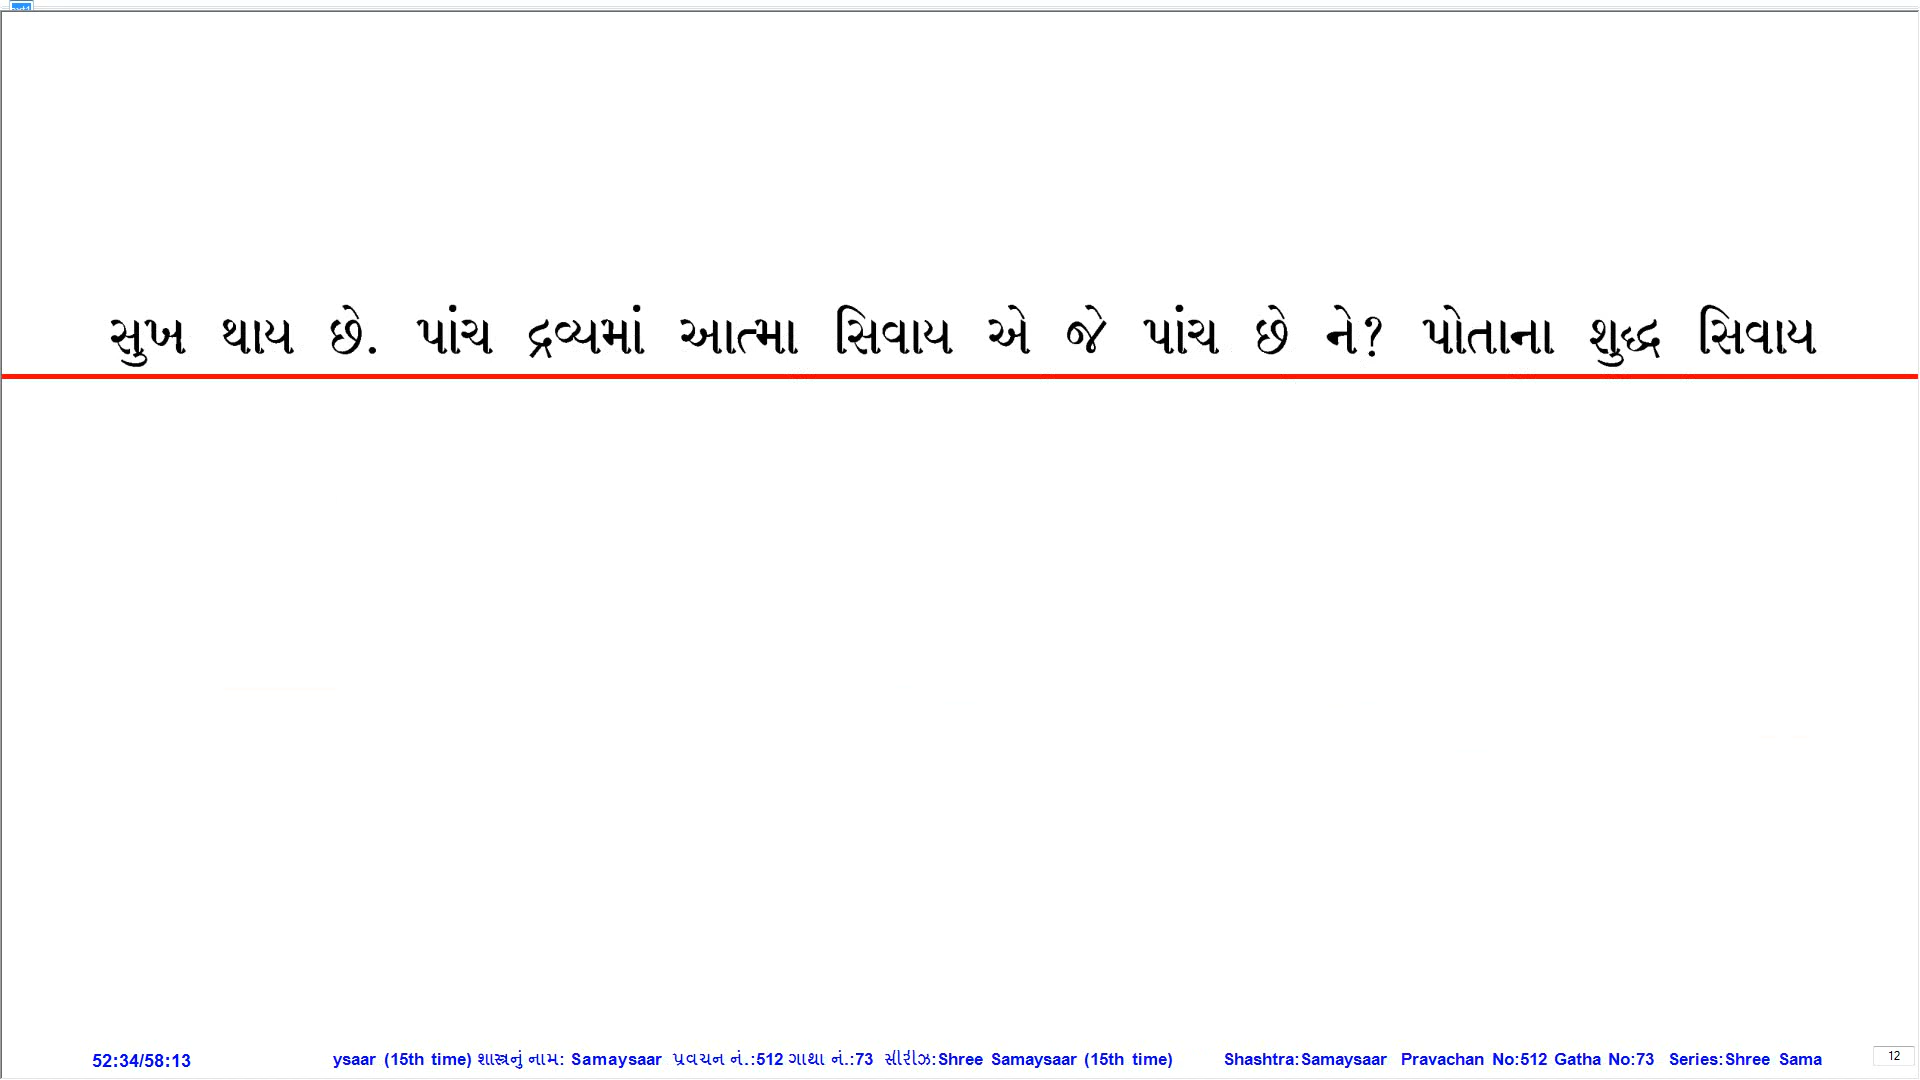 સુખ થાય છે. પાંચ દ્રવ્યમાં આત્મા સિવાય એ જે પાંચ છે ને? પોતાના શુદ્ધ સિવાય
52:34/58:13 ysaar (15th time) શાસ્ત્રનું નામ: Samaysaar પ્રવચન નં.:512 ગાથા નં.:73 સીરીઝ:Shree Samaysaar (15th time) Shashtra:Samaysaar Pravachan No:512 Gatha No:73 Series:Shree Sama 12